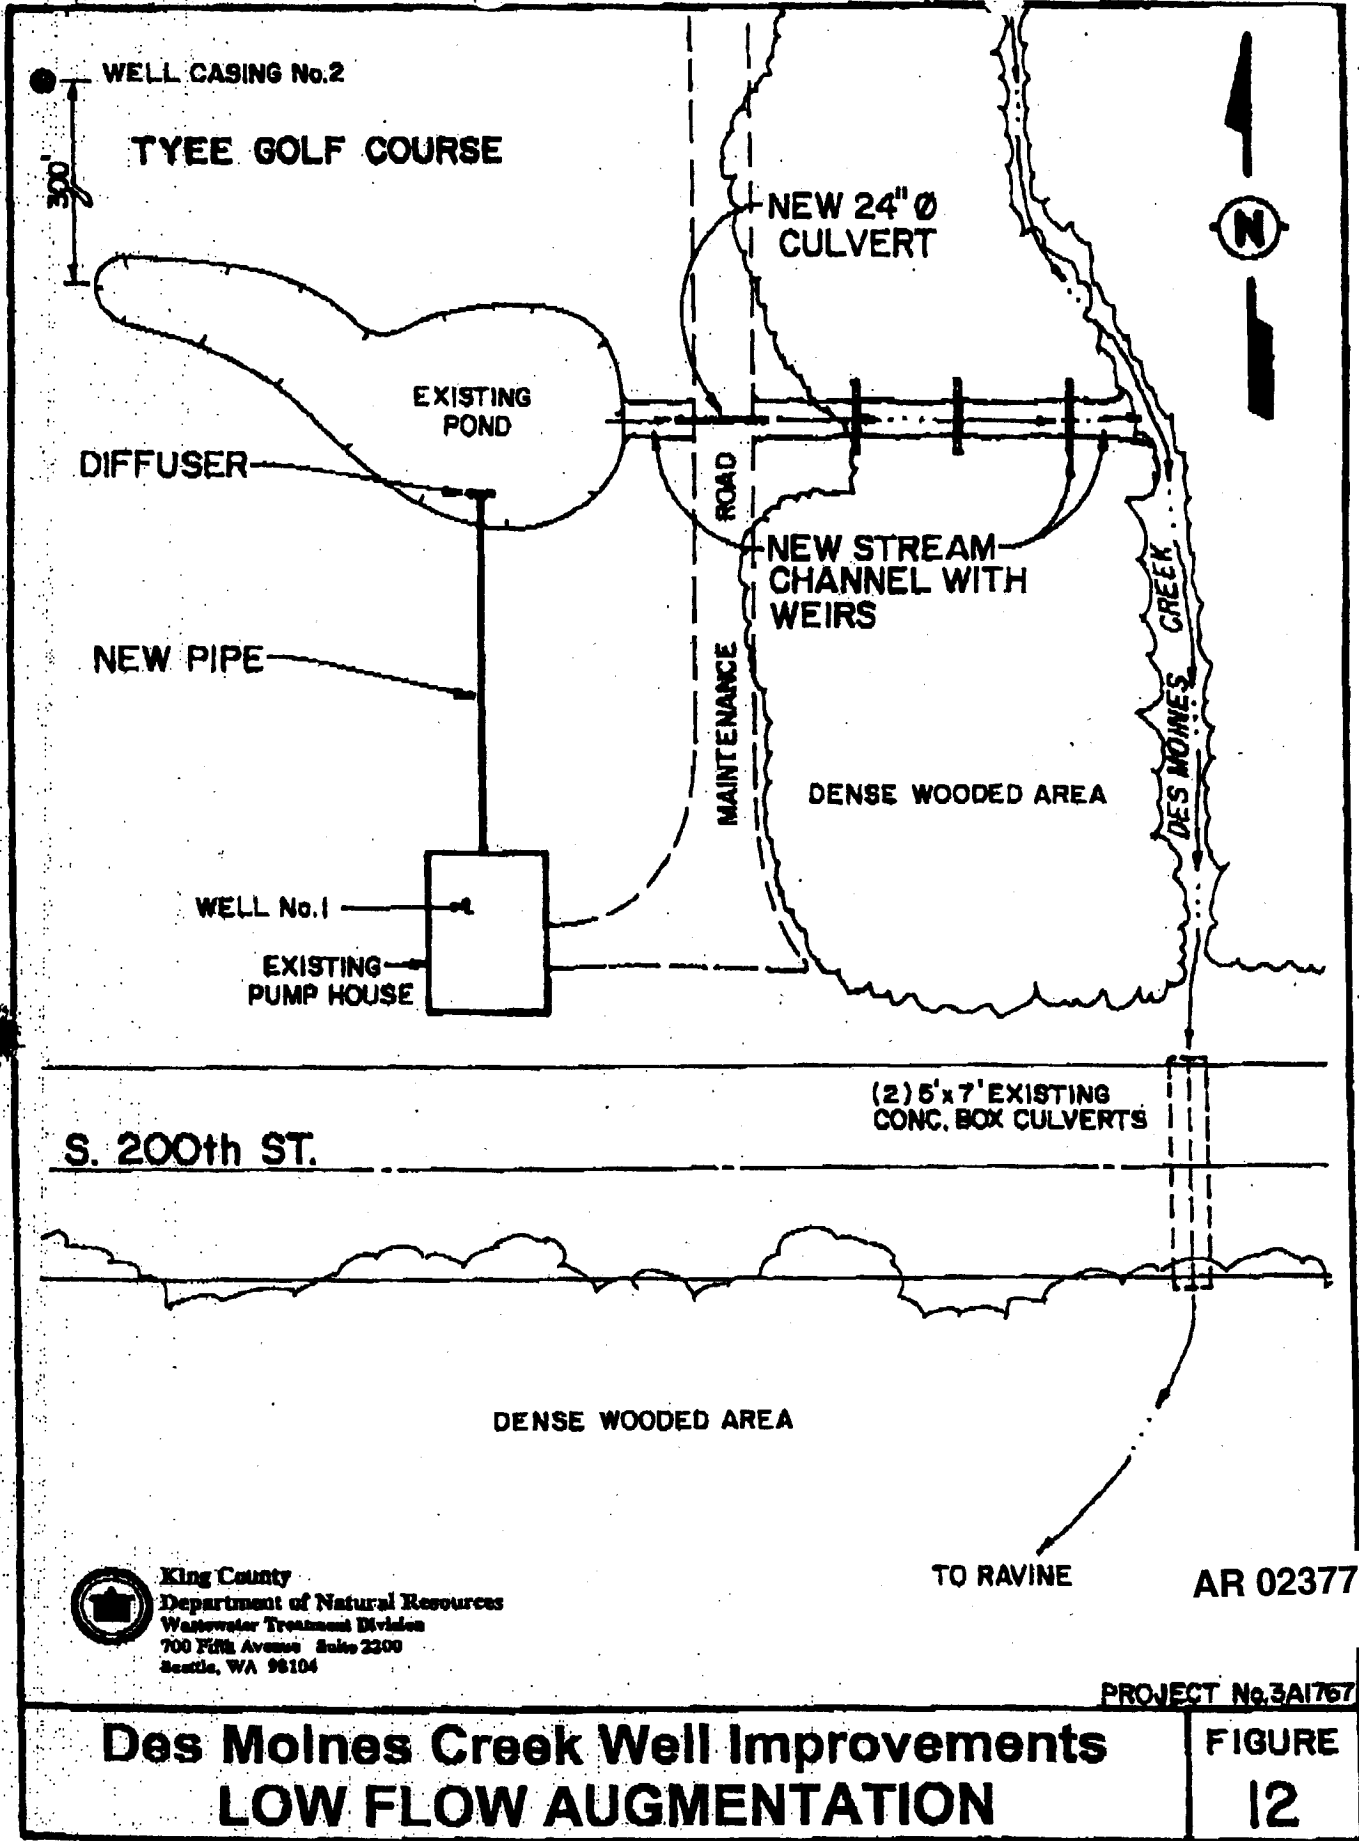 WELL CASING No.2
TYEE GOLF COURSE
300'
NEW 24" Ø
CULVERT
N
EXISTING
POND
DIFFUSER
ROAD
NEW STREAM
CHANNEL WITH
WEIRS
DES MOINES CREEK
NEW PIPE
MAINTENANCE
DENSE WOODED AREA
WELL No.1
EXISTING
PUMP HOUSE
(2) 5' x 7' EXISTING
CONC. BOX CULVERTS
S. 200th ST.
DENSE WOODED AREA
TO RAVINE
AR 02377
King County
Department of Natural Resources
Wastewater Treatment Division
700 Fifth Avenue Suite 2200
Seattle, WA 98104
PROJECT No.3A1767
Des Moines Creek Well Improvements
LOW FLOW AUGMENTATION
FIGURE
12